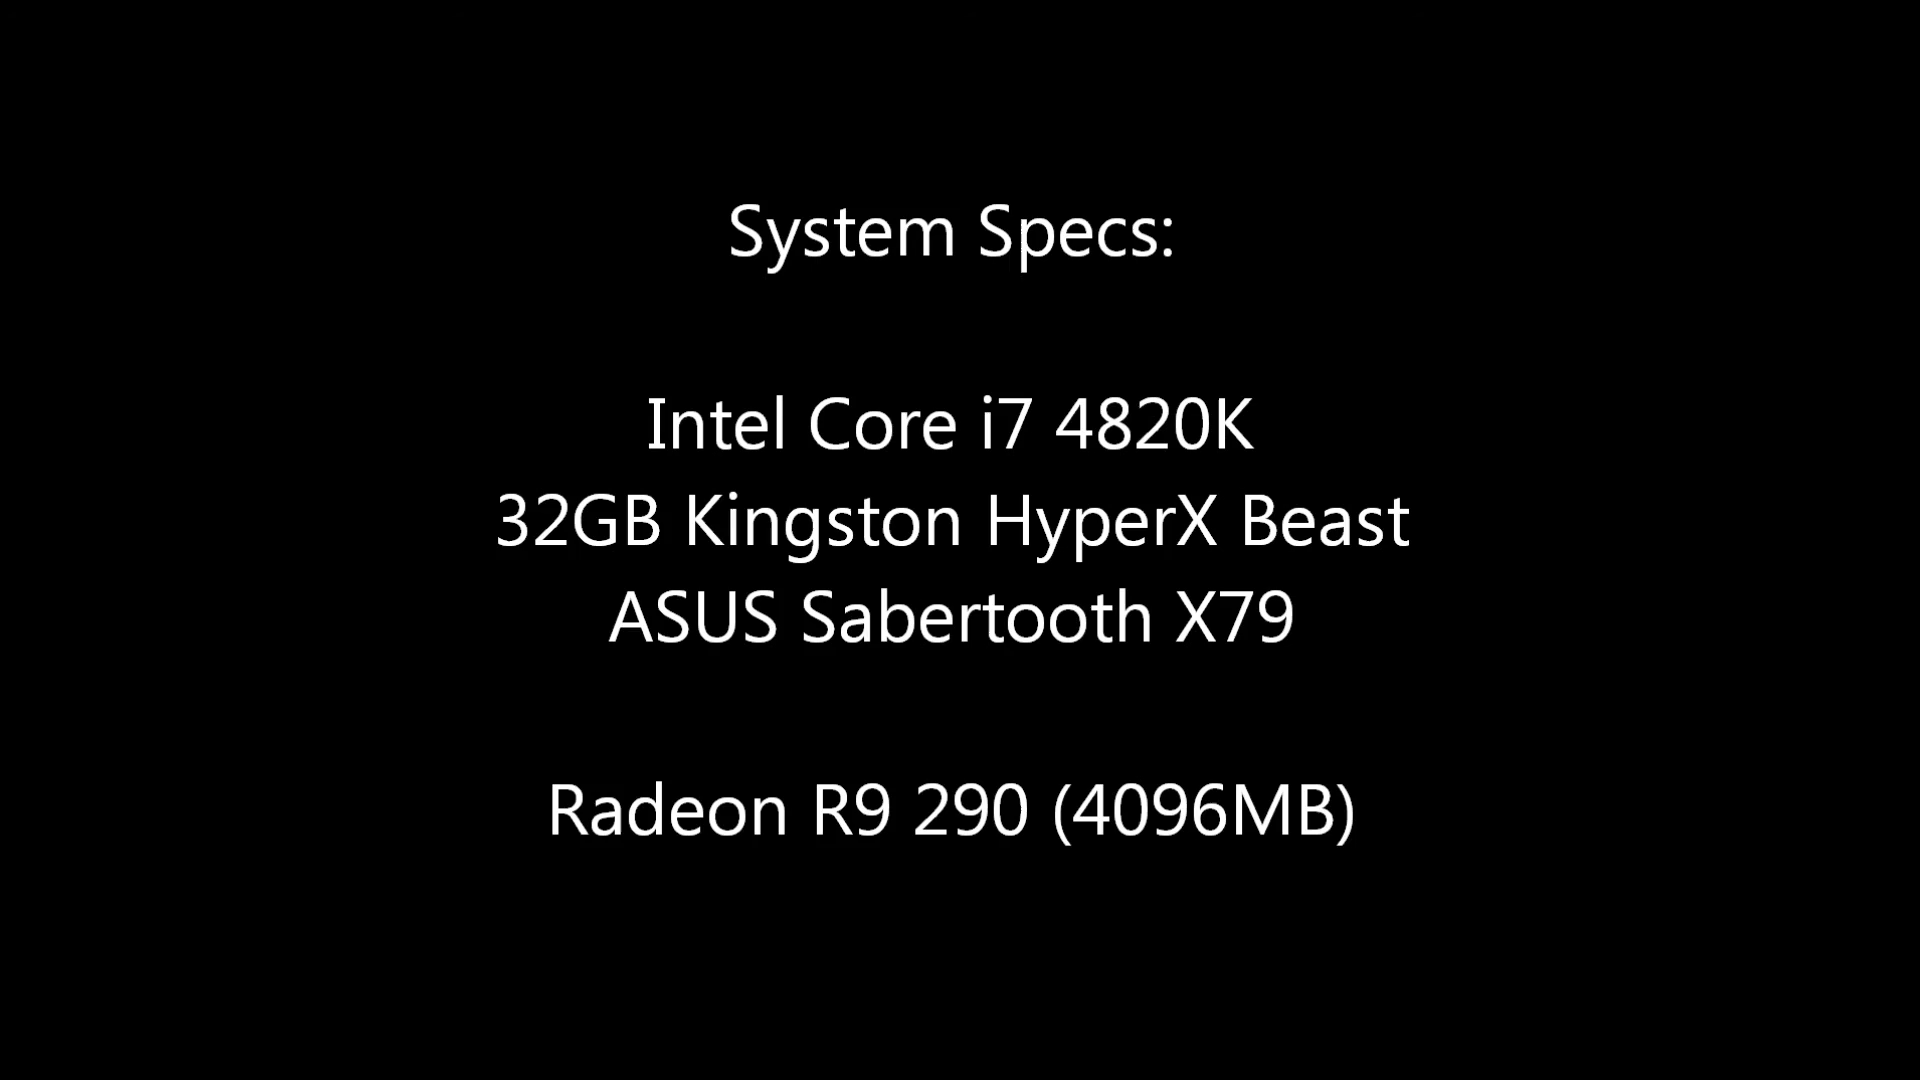 System Specs:
Intel Core i7 4820K
32GB Kingston HyperX Beast
ASUS Sabertooth X79
Radeon R9 290 (4096MB)